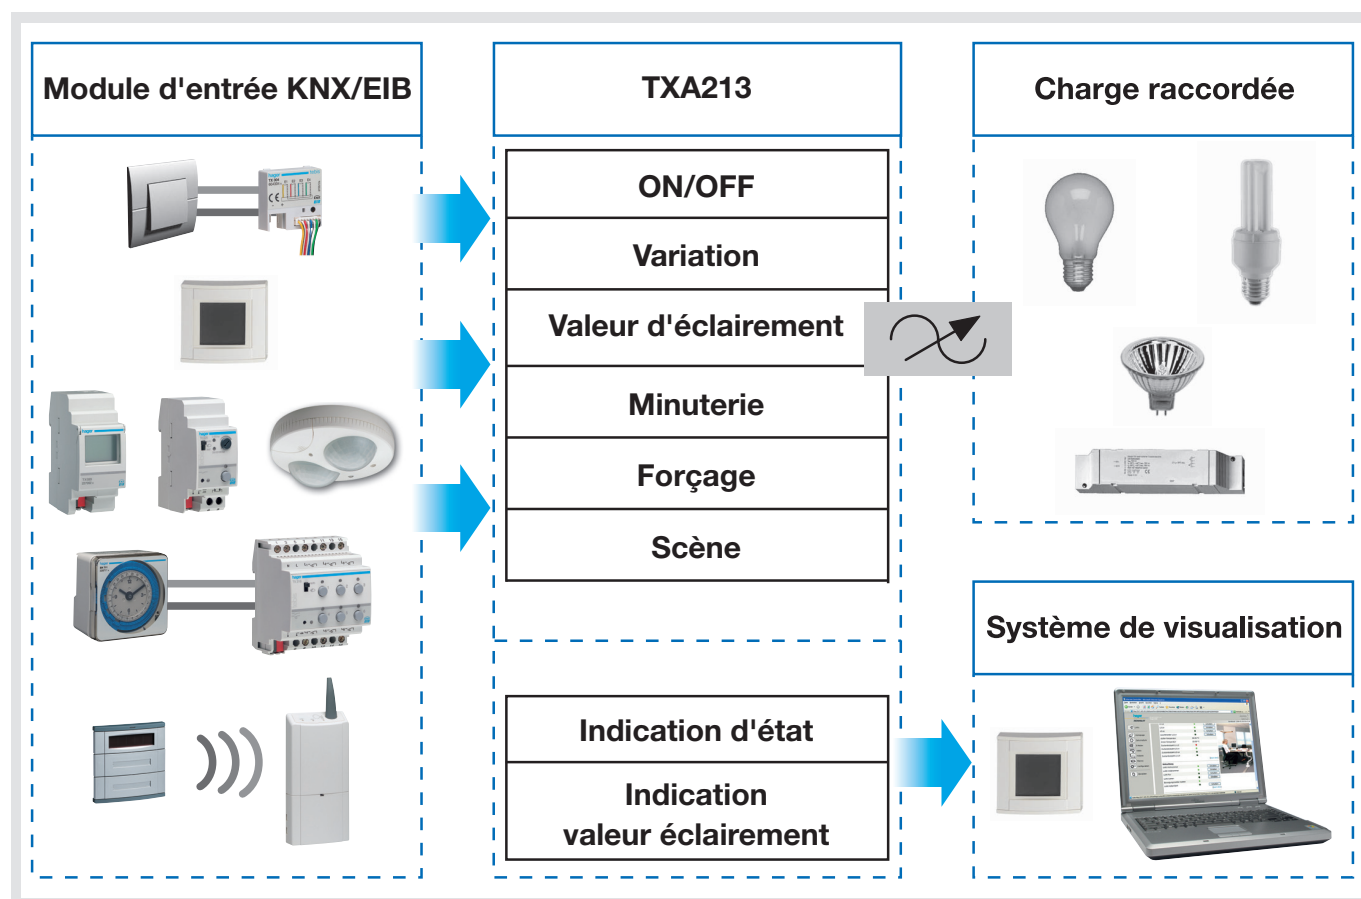 Module d'entrée KNX/EIB
TXA213
Charge raccordée
ON/OFF
Variation
Valeur d'éclairement
Minuterie
Forçage
Scène
Indication d'état
Indication
valeur éclairement
Système de visualisation